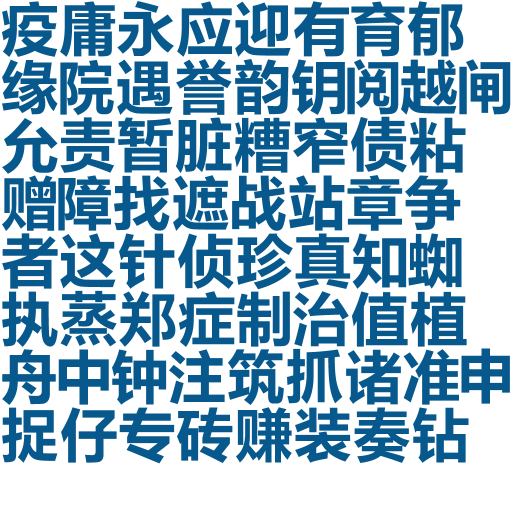 疫庸永应迎有育郁
缘院遇誉韵钥阅越闸
允责暂脏糟窄债粘
赠障找遮战站章争
者这针侦珍真知蜘
执蒸郑症制治值植
舟中钟注筑抓诸准申
捉仔专砖赚装奏钻